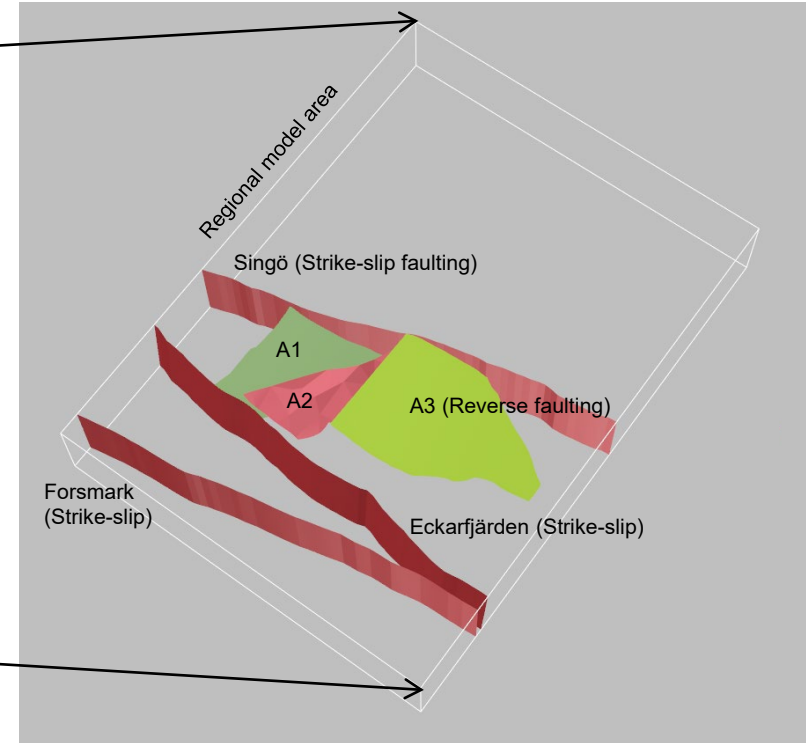 Regional model area
Singö (Strike-slip faulting)
A1
A2
A3 (Reverse faulting)
Forsmark
(Strike-slip)
Eckarfjärden (Strike-slip)